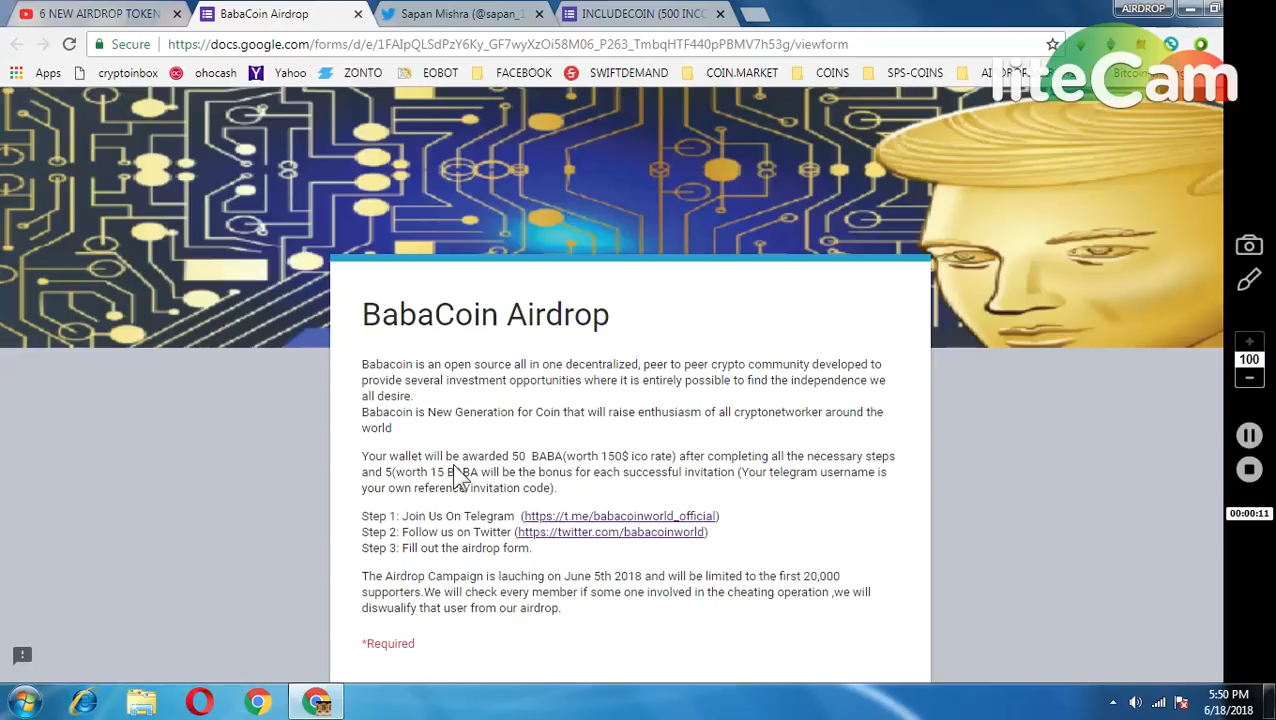 6 NEW AIRDROP TOKEN
BabaCoin Airdrop
Sapan Mishra (@sapan_1
INCLUDECOIN (500 INCO
AIRDROP
Secure
https://docs.google.com/forms/d/e/1FAIpQLSdPzY6Ky_GF7wyXzOi58M06_P263_TmbqHTF440pPBMV7h53g/viewform
Apps
cryptoinbox
ohocash
Yahoo
ZONTO
EOBOT
FACEBOOK
SWIFTDEMAND
COIN.MARKET
COINS
SPS-COINS
liteCam
BabaCoin Airdrop
Babacoin is an open source all in one decentralized, peer to peer crypto community developed to
provide several investment opportunities where it is entirely possible to find the independence we
all desire.
Babacoin is New Generation for Coin that will raise enthusiasm of all cryptonetworker around the
world
Your wallet will be awarded 50 BABA(worth 150$ ico rate) after completing all the necessary steps
and 5(worth 15 BABA will be the bonus for each successful invitation (Your telegram username is
your own reference/invitation code).
Step 1: Join Us On Telegram (https://t.me/babacoinworld_official)
Step 2: Follow us on Twitter (https://twitter.com/babacoinworld)
Step 3: Fill out the airdrop form.
The Airdrop Campaign is lauching on June 5th 2018 and will be limited to the first 20,000
supporters.We will check every member if some one involved in the cheating operation ,we will
diswualify that user from our airdrop.
*Required
100
00:00:11
5:50 PM
6/18/2018